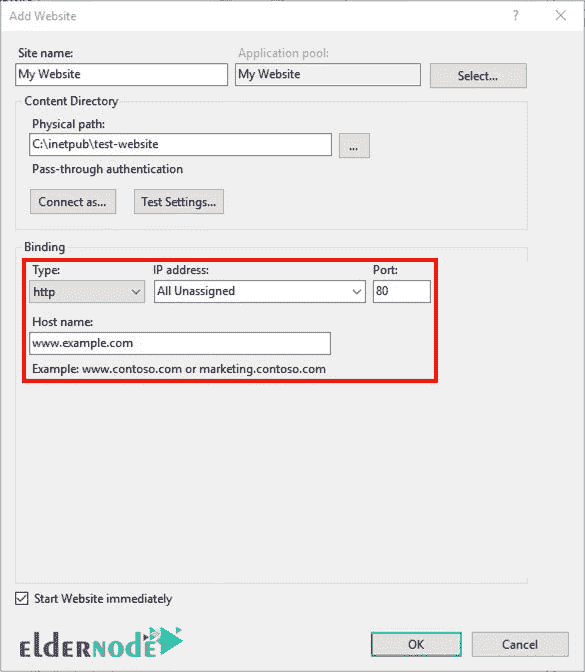 Add Website
? ×
Site name: Application pool:
My Website My Website Select...
Content Directory
Physical path:
C:\inetpub\test-website ...
Pass-through authentication
Connect as... Test Settings...
Binding
Type: IP address: Port:
http All Unassigned 80
Host name:
www.example.com
Example: www.contoso.com or marketing.contoso.com
Start Website immediately
elderNODE
OK Cancel